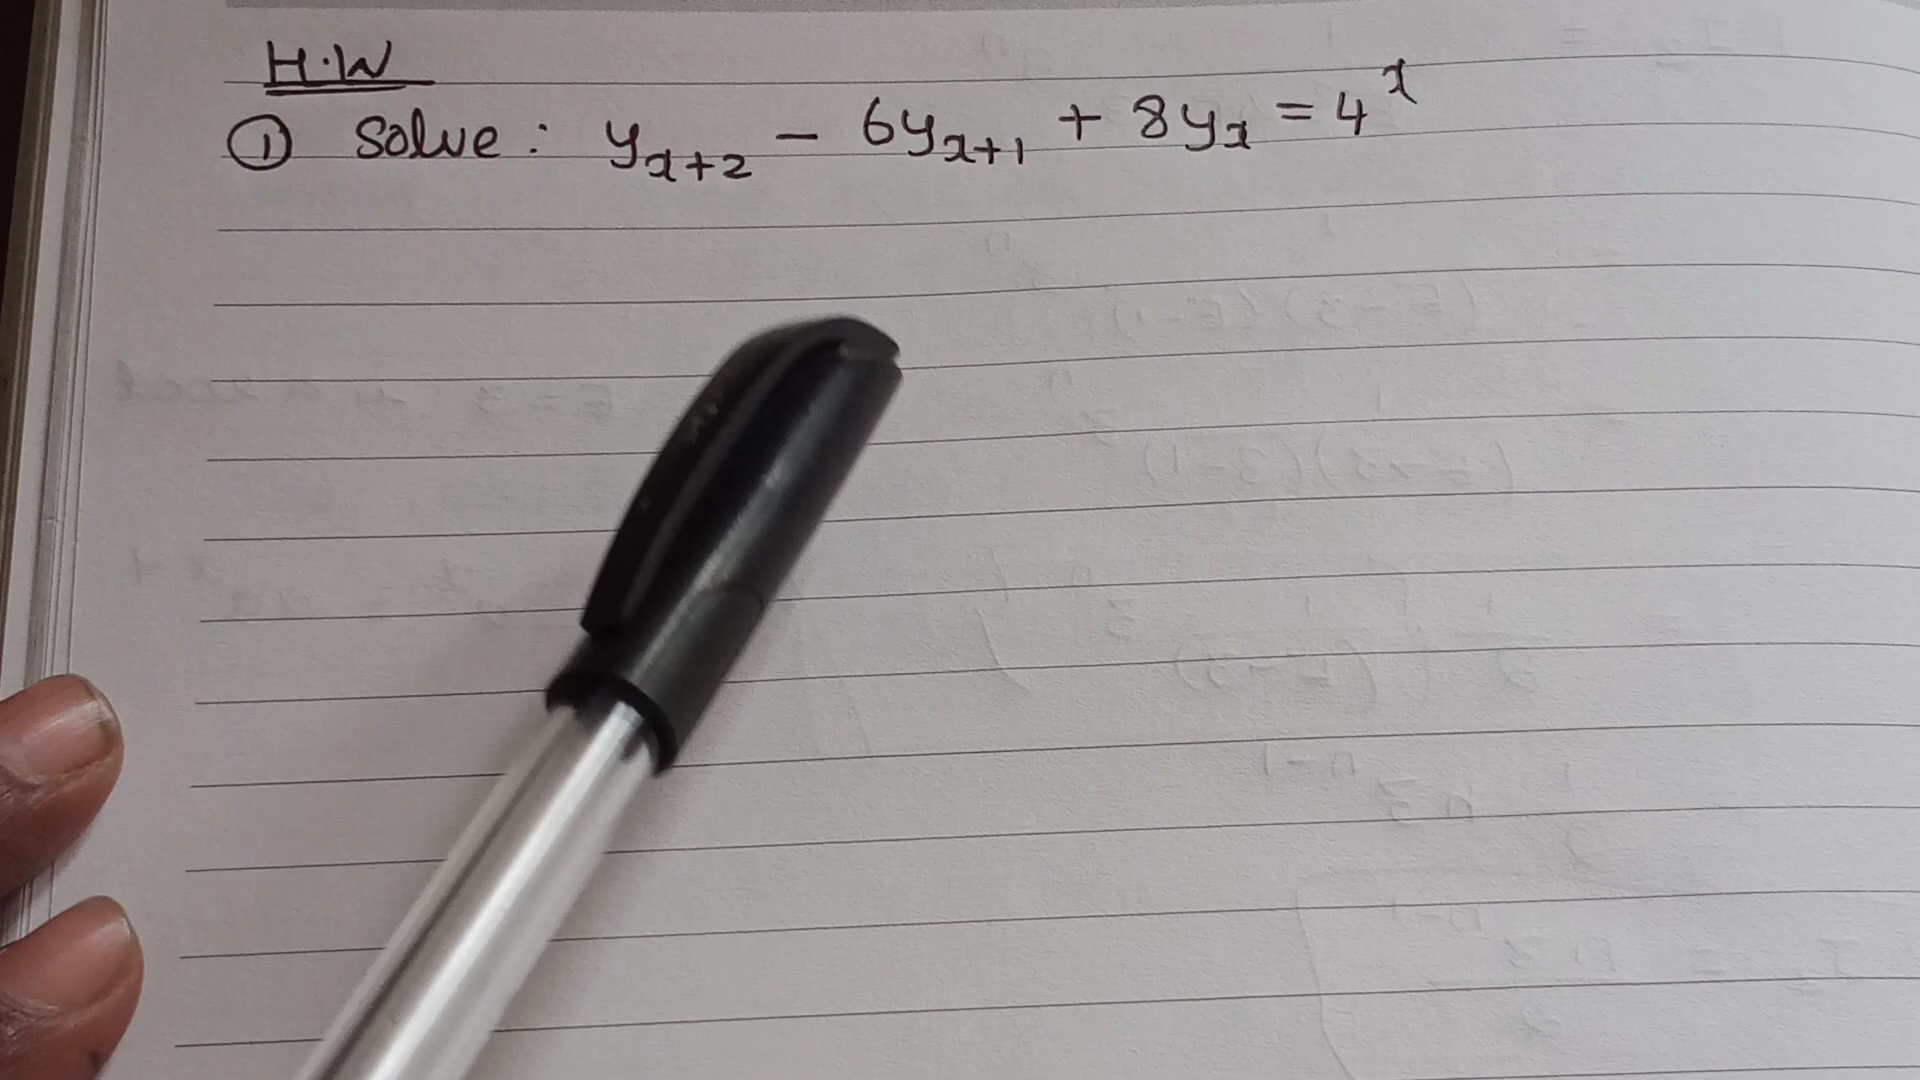 H.W
① Solve : yₓ₊₂ - 6yₓ₊₁ + 8yₓ = 4ˣ